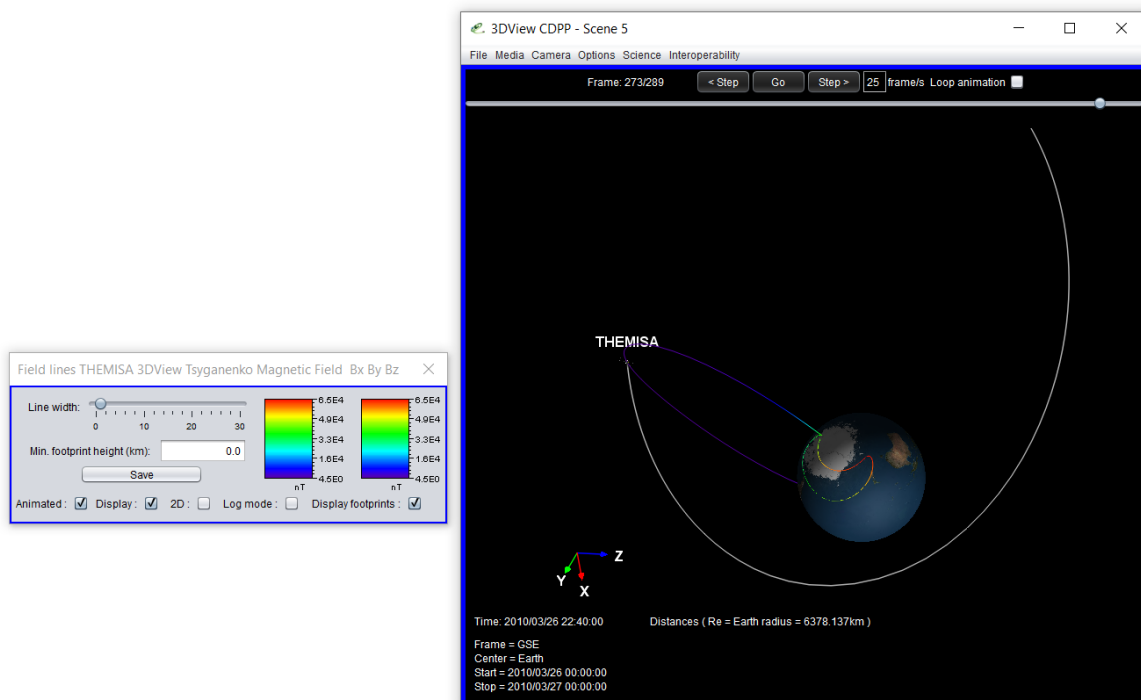 3DView CDPP - Scene 5
File Media Camera Options Science Interoperability
Frame: 273/289 < Step Go Step > 25 frame/s Loop animation
THEMISA
Z
Y
X
Time: 2010/03/26 22:40:00 Distances ( Re = Earth radius = 6378.137km )
Frame = GSE
Center = Earth
Start = 2010/03/26 00:00:00
Stop = 2010/03/27 00:00:00
Field lines THEMISA 3DView Tsyganenko Magnetic Field Bx By Bz
Line width:
0 10 20 30
Min. footprint height (km): 0.0
Save
6.5E4
4.9E4
3.3E4
1.6E4
4.5E0
nT
6.5E4
4.9E4
3.3E4
1.6E4
4.5E0
nT
Animated : Display : 2D : Log mode : Display footprints :